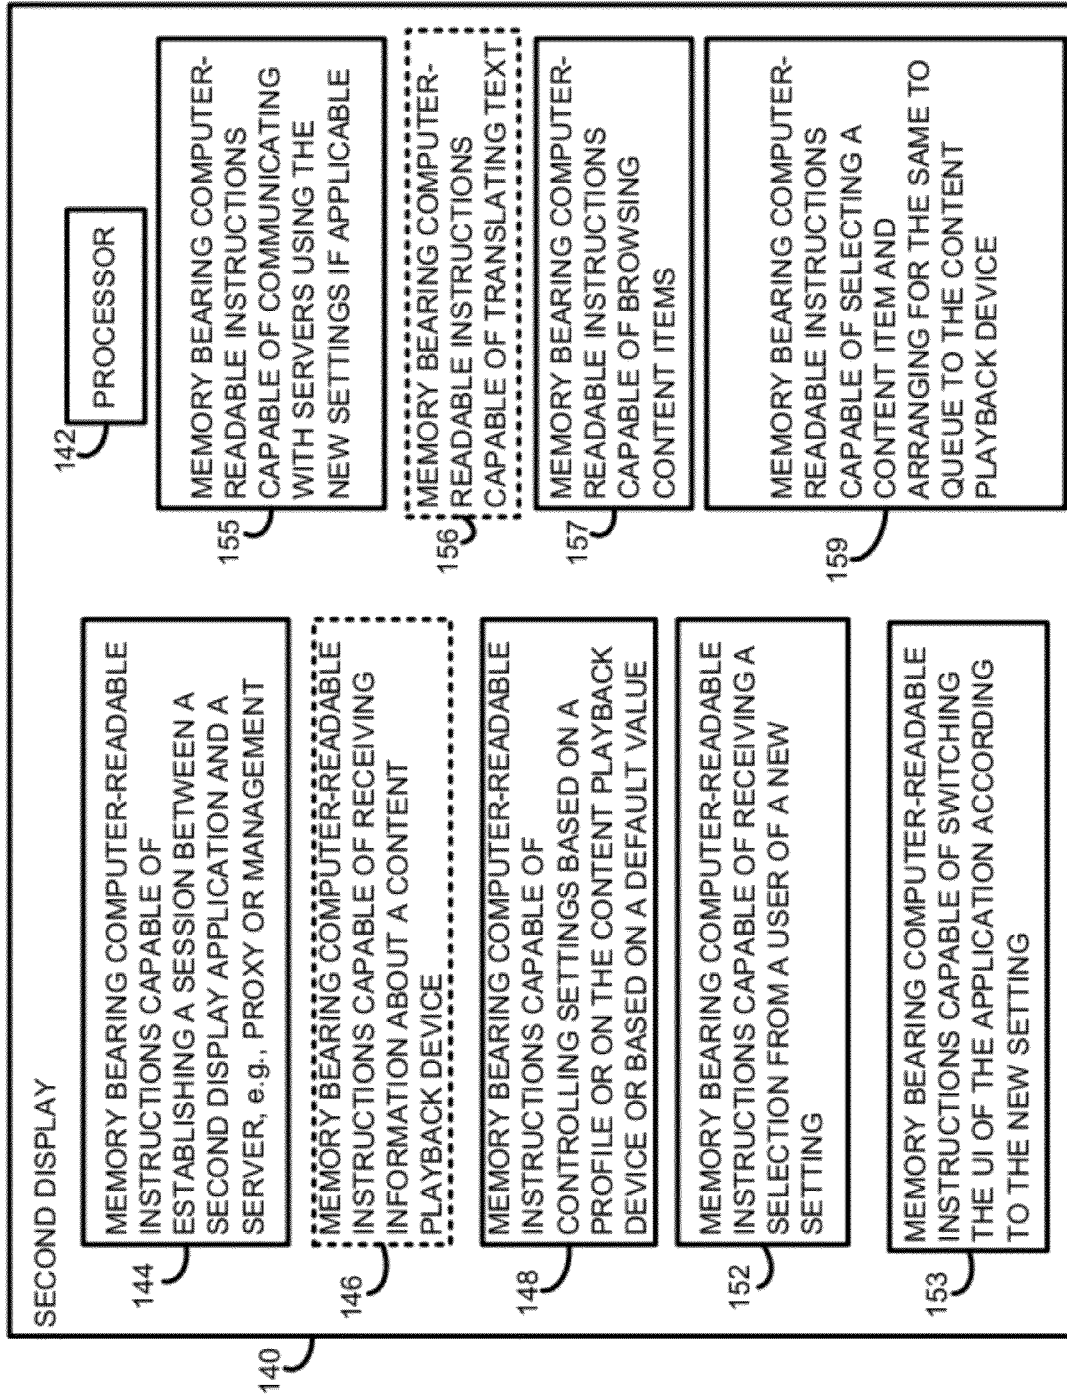 SECOND DISPLAY
140
144
MEMORY BEARING COMPUTER-READABLE
INSTRUCTIONS CAPABLE OF
ESTABLISHING A SESSION BETWEEN A
SECOND DISPLAY APPLICATION AND A
SERVER, e.g., PROXY OR MANAGEMENT
146
MEMORY BEARING COMPUTER-READABLE
INSTRUCTIONS CAPABLE OF RECEIVING
INFORMATION ABOUT A CONTENT
PLAYBACK DEVICE
148
MEMORY BEARING COMPUTER-READABLE
INSTRUCTIONS CAPABLE OF
CONTROLLING SETTINGS BASED ON A
PROFILE OR ON THE CONTENT PLAYBACK
DEVICE OR BASED ON A DEFAULT VALUE
152
MEMORY BEARING COMPUTER-READABLE
INSTRUCTIONS CAPABLE OF RECEIVING A
SELECTION FROM A USER OF A NEW
SETTING
153
MEMORY BEARING COMPUTER-READABLE
INSTRUCTIONS CAPABLE OF SWITCHING
THE UI OF THE APPLICATION ACCORDING
TO THE NEW SETTING
142
PROCESSOR
155
MEMORY BEARING COMPUTER-
READABLE INSTRUCTIONS
CAPABLE OF COMMUNICATING
WITH SERVERS USING THE
NEW SETTINGS IF APPLICABLE
156
MEMORY BEARING COMPUTER-
READABLE INSTRUCTIONS
CAPABLE OF TRANSLATING TEXT
157
MEMORY BEARING COMPUTER-
READABLE INSTRUCTIONS
CAPABLE OF BROWSING
CONTENT ITEMS
159
MEMORY BEARING COMPUTER-
READABLE INSTRUCTIONS
CAPABLE OF SELECTING A
CONTENT ITEM AND
ARRANGING FOR THE SAME TO
QUEUE TO THE CONTENT
PLAYBACK DEVICE